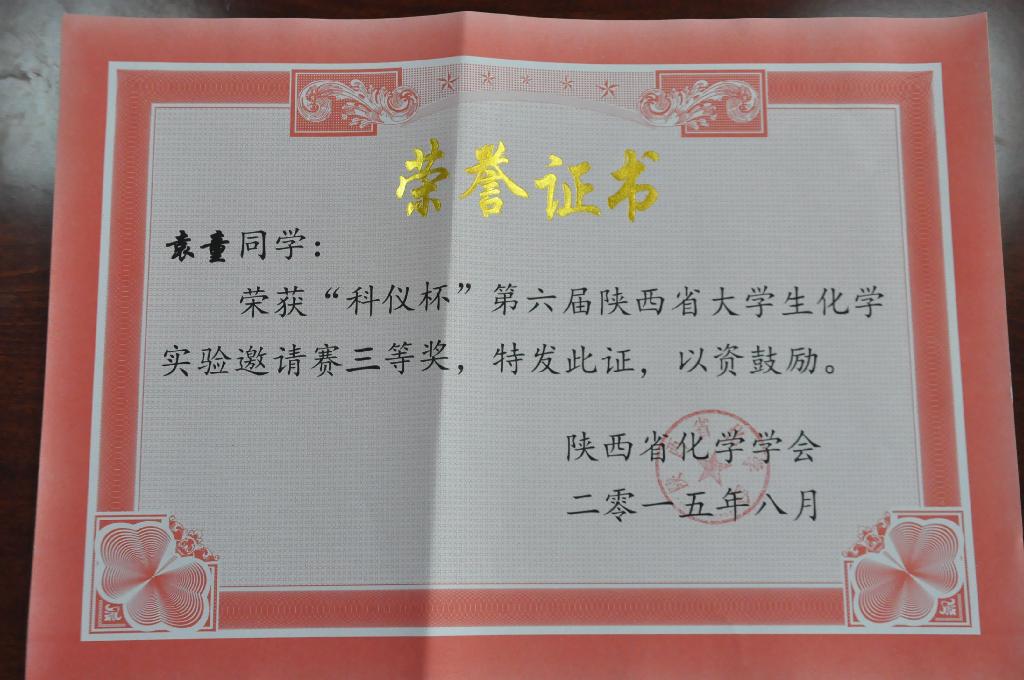 荣誉证书
袁童同学：
荣获“科仪杯”第六届陕西省大学生化学
实验邀请赛三等奖，特发此证，以资鼓励。
陕西省化学学会
二零一五年八月